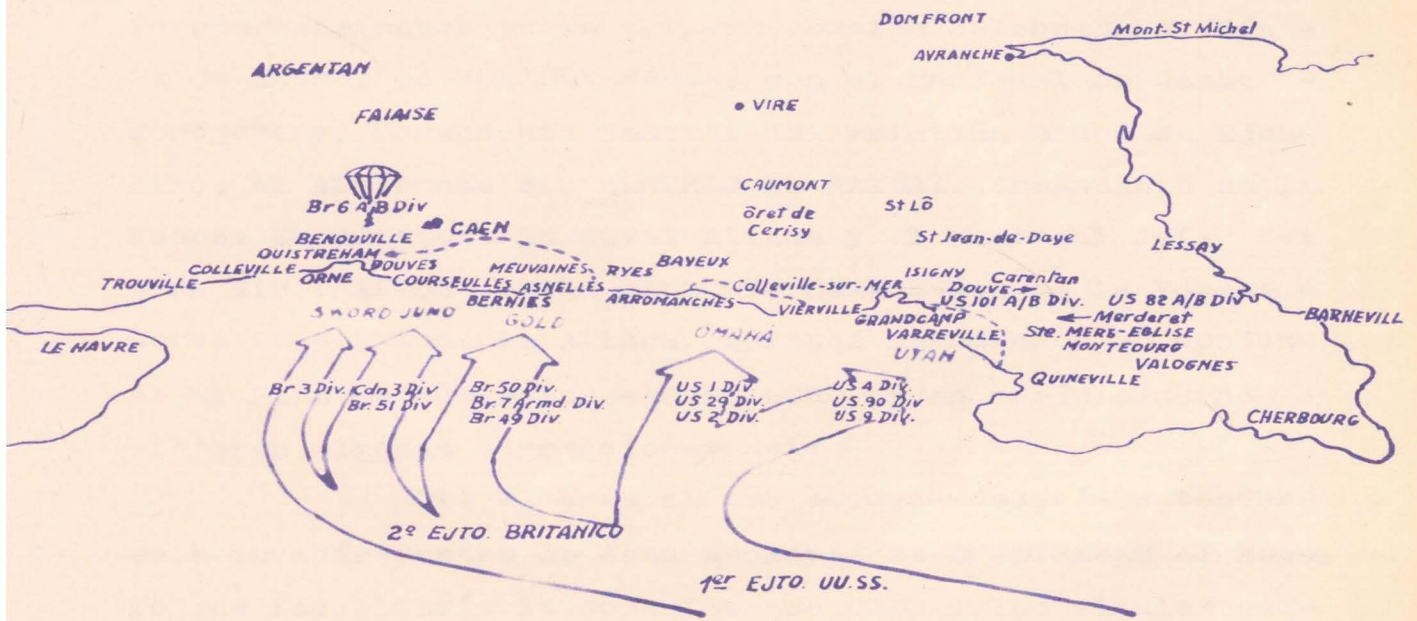 DOMFRONT
Mont-St Michel
AVRANCHE
ARGENTAN
FALAISE
VIRE
Br 6 A B Div
CAUMONT
ôret de
Cerisy
St Lô
St Jean-de-Daye
CAEN
BENOUVILLE
OUISTREHAM
DOUVES
LESSAY
TROUVILLE
COLLEVILLE
ORNE
COURSEULLES
MEUVAINES
ASNELLES
BERNIES
RYES
BAYEUX
ARROMANCHES
Colleville-sur-MER
VIERVILLE
ISIGNY
Carentan
DOUVE
US 101 A/B Div.
US 82 A/B Div
GRANDCAMP
Merderet
BARNEVILL
VARREVILLE
Ste. MERE-EGLISE
MONTEOURG
UTAH
VALOGNES
QUINEVILLE
CHERBOURG
LE HAVRE
SWORD JUNO
GOLD
OMAHA
Br 3 Div.
Cdn 3 Div
Br. 51 Div
Br. 50 Div.
Br. 7 Armd. Div.
Br 49 Div.
US 1 Div
US 29 Div.
US 2 Div.
US 4 Div.
US. 90 Div.
US 9 Div.
2º EJTO. BRITANICO
1er EJTO. UU.SS.